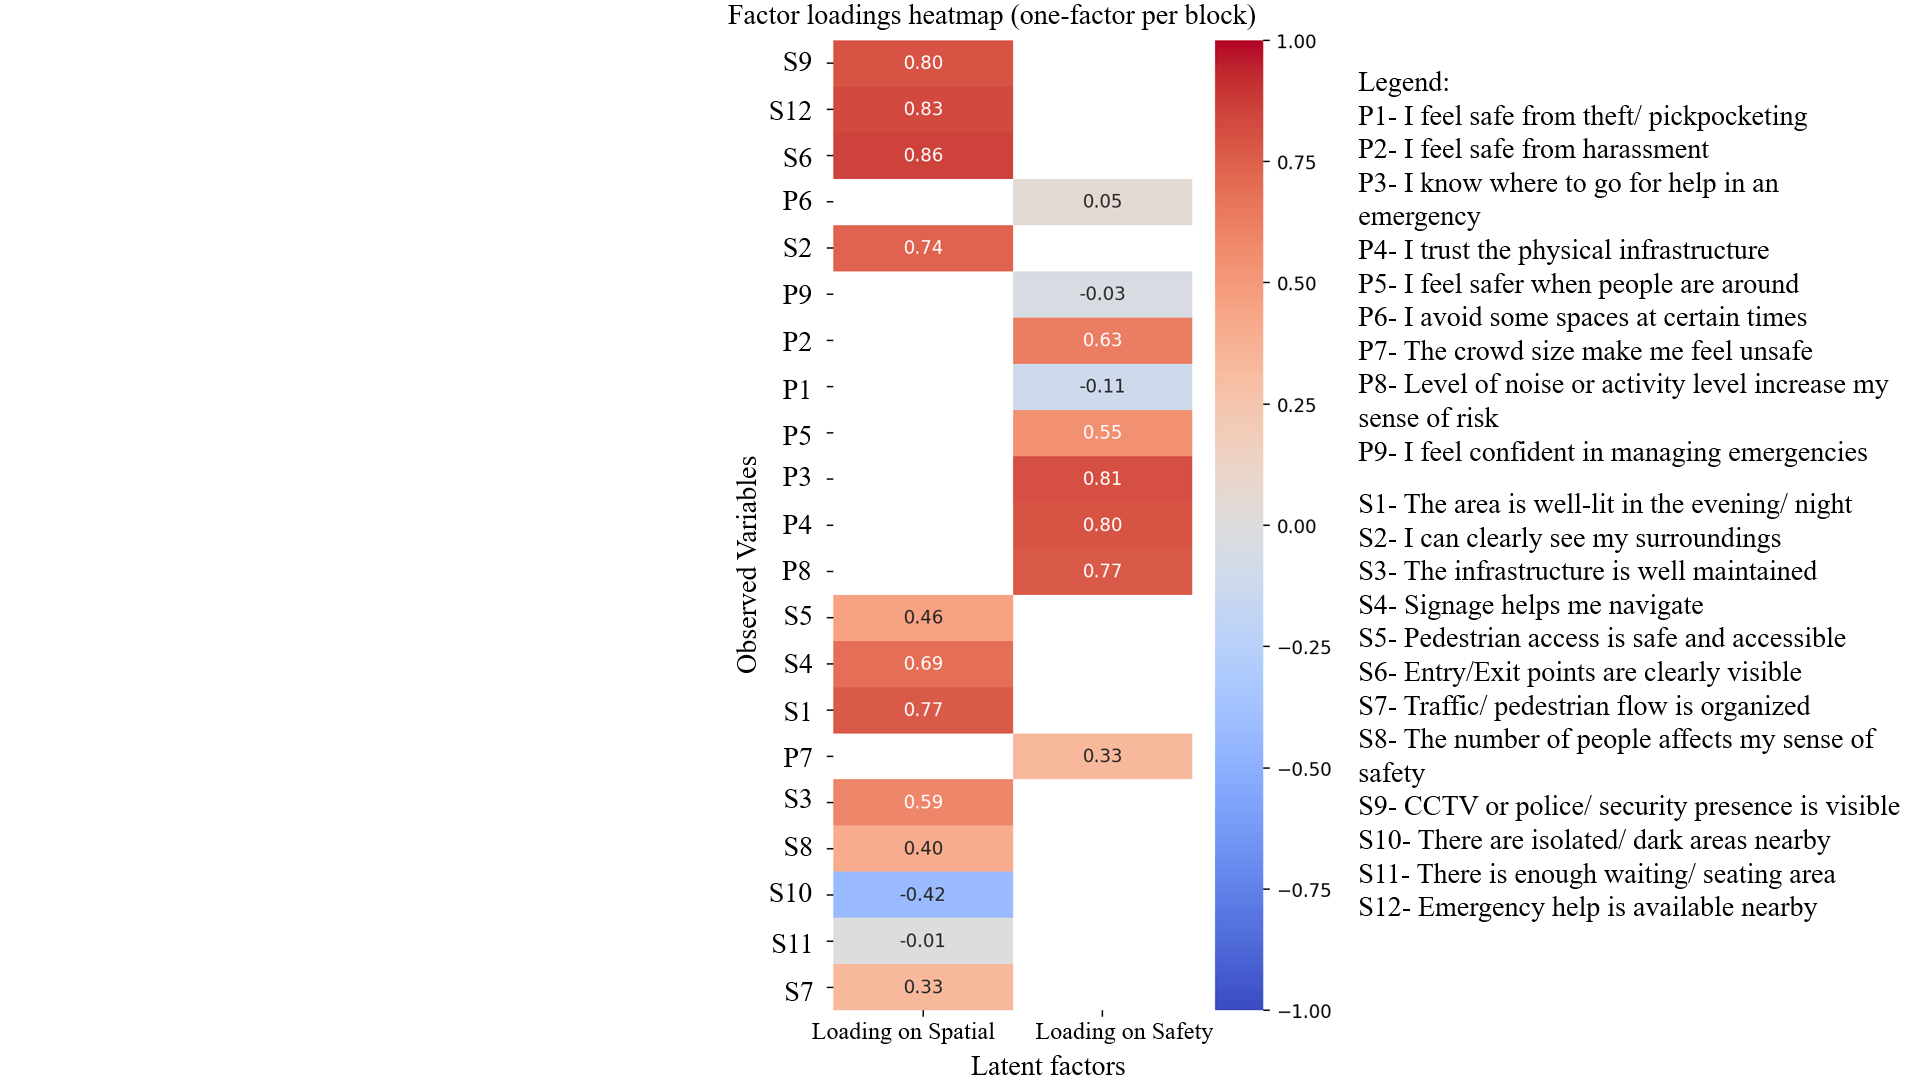 Factor loadings heatmap (one-factor per block)
Observed Variables
S9 0.80
S12 0.83
S6 0.86
P6 0.05
S2 0.74
P9 -0.03
P2 0.63
P1 -0.11
P5 0.55
P3 0.81
P4 0.80
P8 0.77
S5 0.46
S4 0.69
S1 0.77
P7 0.33
S3 0.59
S8 0.40
S10 -0.42
S11 -0.01
S7 0.33
Loading on Spatial Loading on Safety
Latent factors
1.00
0.75
0.50
0.25
0.00
−0.25
−0.50
−0.75
−1.00
Legend:
P1- I feel safe from theft/ pickpocketing
P2- I feel safe from harassment
P3- I know where to go for help in an
emergency
P4- I trust the physical infrastructure
P5- I feel safer when people are around
P6- I avoid some spaces at certain times
P7- The crowd size make me feel unsafe
P8- Level of noise or activity level increase my
sense of risk
P9- I feel confident in managing emergencies
S1- The area is well-lit in the evening/ night
S2- I can clearly see my surroundings
S3- The infrastructure is well maintained
S4- Signage helps me navigate
S5- Pedestrian access is safe and accessible
S6- Entry/Exit points are clearly visible
S7- Traffic/ pedestrian flow is organized
S8- The number of people affects my sense of
safety
S9- CCTV or police/ security presence is visible
S10- There are isolated/ dark areas nearby
S11- There is enough waiting/ seating area
S12- Emergency help is available nearby